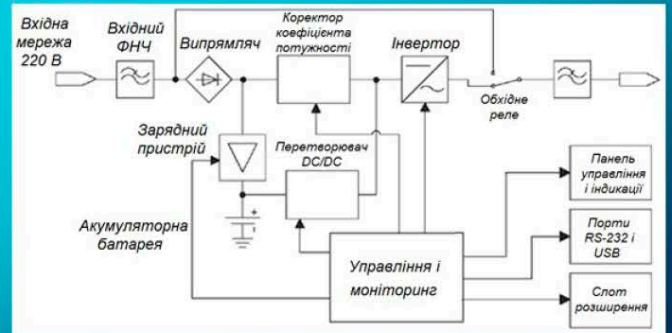 Вхідна
мережа
220 В
Вхідний
ФНЧ
Випрямляч
Коректор
коефіцієнта
потужності
Інвертор
Обхідне
реле
Зарядний
пристрій
Перетворювач
DC/DC
Акумуляторна
батарея
+
-
Управління і
моніторинг
Панель
управління
і індикації
Порти
RS-232 і
USB
Слот
розширення